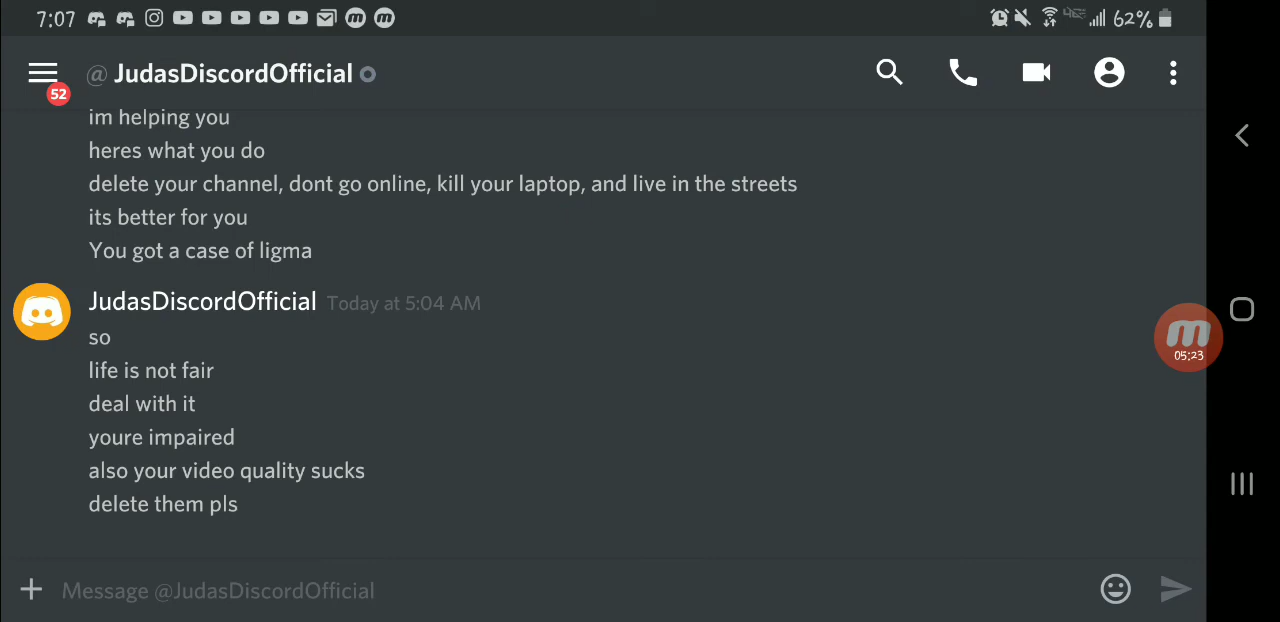 7:07
62%
@ JudasDiscordOfficial
52
im helping you
heres what you do
delete your channel, dont go online, kill your laptop, and live in the streets
its better for you
You got a case of ligma
JudasDiscordOfficial Today at 5:04 AM
so
life is not fair
deal with it
youre impaired
also your video quality sucks
delete them pls
05:23
Message @JudasDiscordOfficial